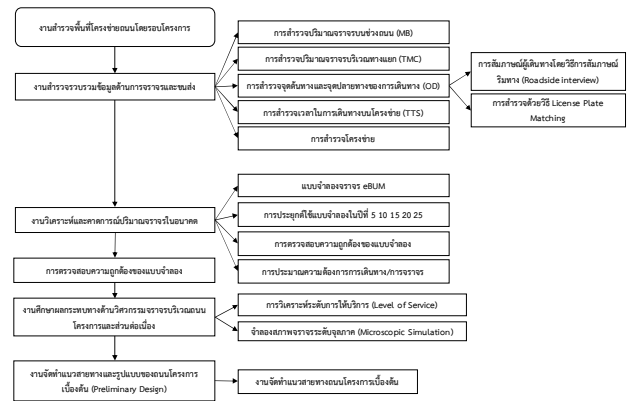 งานสำรวจพื้นที่โครงข่ายถนนโดยรอบโครงการ
การสำรวจปริมาณจราจรบนช่วงถนน (MB)
การสำรวจปริมาณจราจรบริเวณทางแยก (TMC)
งานสำรวจรวบรวมข้อมูลด้านการจราจรและขนส่ง
การสำรวจจุดต้นทางและจุดปลายทางของการเดินทาง (OD)
การสัมภาษณ์ผู้เดินทางโดยวิธีการสัมภาษณ์
ริมทาง (Roadside interview)
การสำรวจด้วยวิธี License Plate
Matching
การสำรวจเวลาในการเดินทางบนโครงข่าย (TTS)
การสำรวจโครงข่าย
แบบจำลองจราจร eBUM
งานวิเคราะห์และคาดการณ์ปริมาณจราจรในอนาคต
การประยุกต์ใช้แบบจำลองในปีที่ 5 10 15 20 25
การตรวจสอบความถูกต้องของแบบจำลอง
การประมาณความต้องการการเดินทาง/การจราจร
การตรวจสอบความถูกต้องของแบบจำลอง
งานศึกษาผลกระทบทางด้านวิศวกรรมจราจรบริเวณถนน
โครงการและส่วนต่อเนื่อง
การวิเคราะห์ระดับการให้บริการ (Level of Service)
จำลองสภาพจราจรระดับจุลภาค (Microscopic Simulation)
งานจัดทำแนวสายทางและรูปแบบของถนนโครงการ
เบื้องต้น (Preliminary Design)
งานจัดทำแนวสายทางถนนโครงการเบื้องต้น